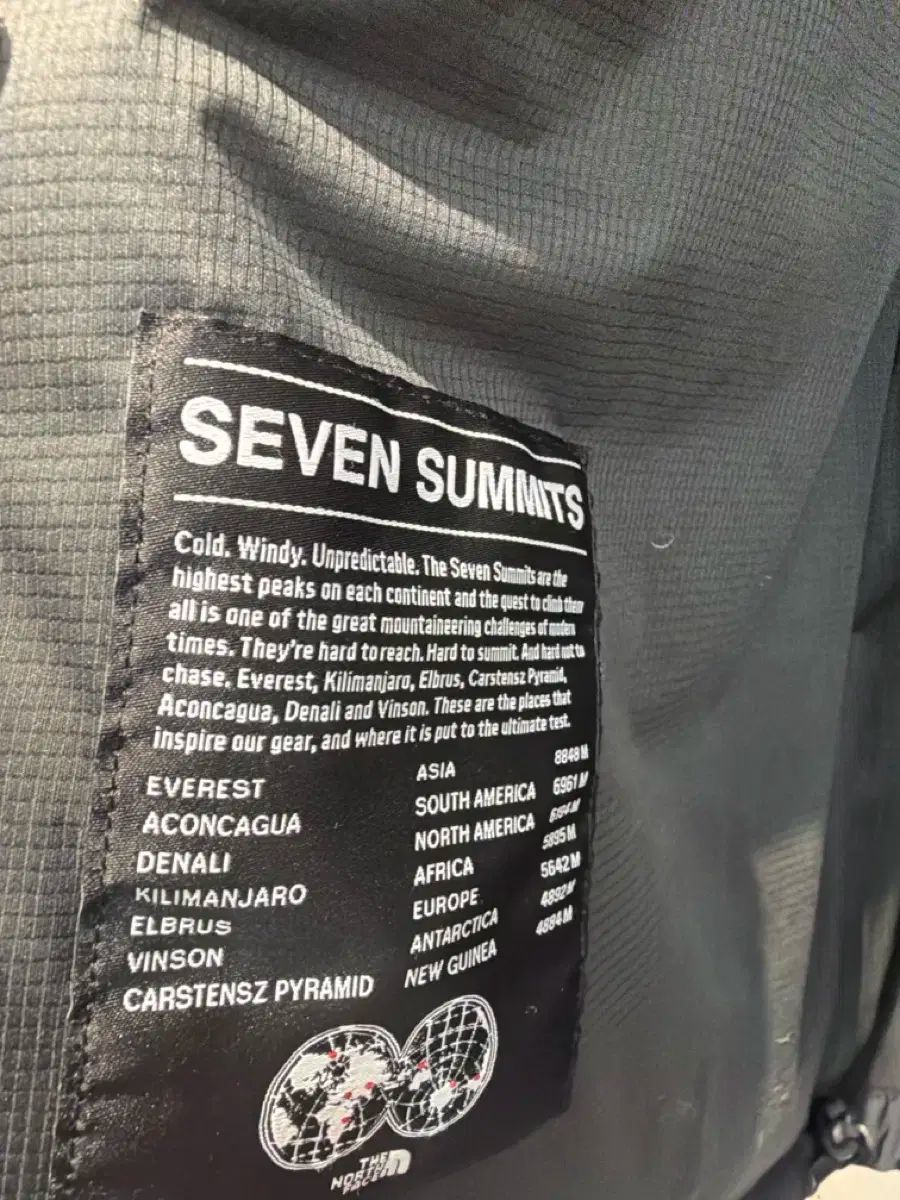 SEVEN SUMMITS
Cold. Windy. Unpredictable. The Seven Summits are the
highest peaks on each continent and the quest to climb them
all is one of the great mountaineering challenges of modern
times. They're hard to reach. Hard to summit. And hard not to
chase. Everest, Kilimanjaro, Elbrus, Carstensz Pyramid,
Aconcagua, Denali and Vinson. These are the places that
inspire our gear, and where it is put to the ultimate test.
EVEREST ASIA 8848 M
ACONCAGUA SOUTH AMERICA 6961 M
DENALI NORTH AMERICA 6194 M
KILIMANJARO AFRICA 5895 M
ELBRUS EUROPE 5642 M
VINSON ANTARCTICA 4892 M
CARSTENSZ PYRAMID NEW GUINEA 4884 M
THE
NORTH
FACE